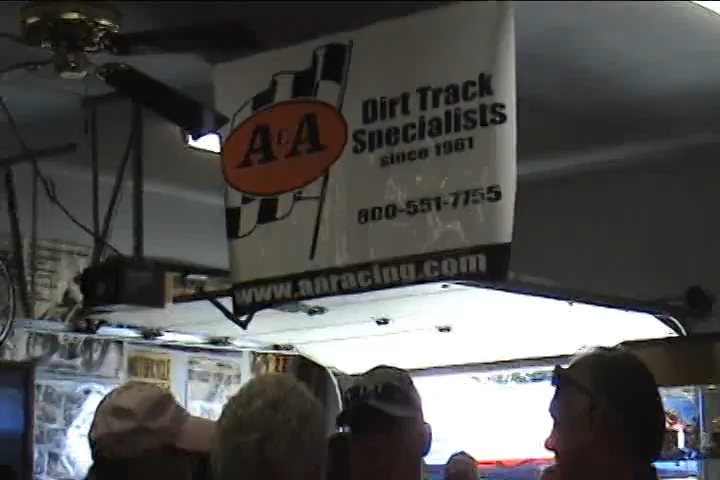 A&A
Dirt Track
Specialists
since 1961
800-551-7755
www.aaracing.com